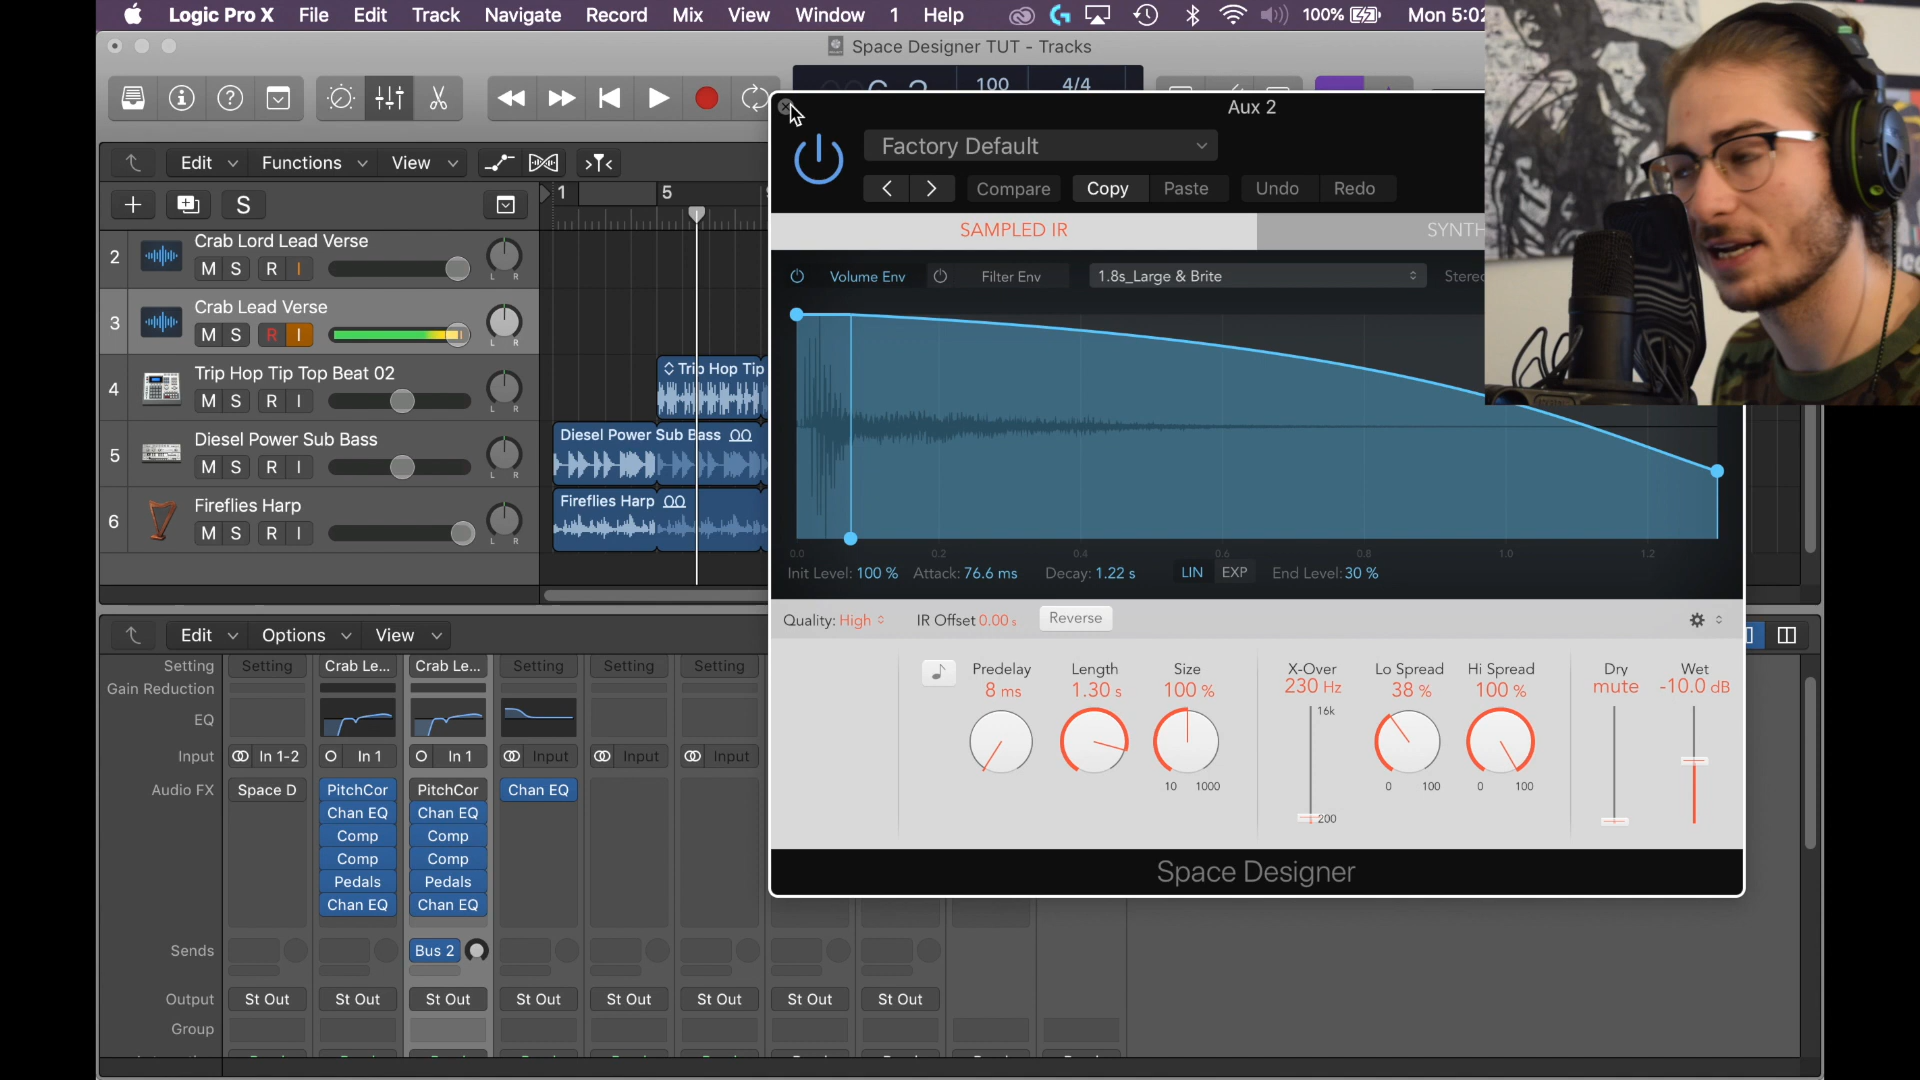 Logic Pro X File Edit Track Navigate Record Mix View Window 1 Help 100% Mon 5:02
Space Designer TUT - Tracks
100 4/4
Aux 2
Factory Default
Compare Copy Paste Undo Redo
Edit Functions View
S
1 5
SAMPLED IR SYNTH
Volume Env Filter Env 1.8s_Large & Brite Stereo
2 Crab Lord Lead Verse
M S R I
L R
3 Crab Lead Verse
M S R I
L R
4 Trip Hop Tip Top Beat 02
M S R I
L R
Trip Hop Tip
5 Diesel Power Sub Bass
M S R I
L R
Diesel Power Sub Bass
6 Fireflies Harp
M S R I
L R
Fireflies Harp
0.0 0.2 0.4 0.6 0.8 1.0 1.2
Init Level: 100 % Attack: 76.6 ms Decay: 1.22 s LIN EXP End Level: 30 %
Quality: High IR Offset 0.00 s Reverse
Predelay Length Size X-Over Lo Spread Hi Spread Dry Wet
8 ms 1.30 s 100 % 230 Hz 38 % 100 % mute -10.0 dB
16k
10 1000 0 100 0 100
200
Space Designer
Edit Options View
Setting Setting Crab Le... Crab Le... Setting Setting Setting
Gain Reduction
EQ
Input In 1-2 In 1 In 1 Input Input Input
Audio FX Space D PitchCor PitchCor Chan EQ
Chan EQ Chan EQ
Comp Comp
Comp Comp
Pedals Pedals
Chan EQ Chan EQ
Sends Bus 2
Output St Out St Out St Out St Out St Out St Out St Out St Out
Group